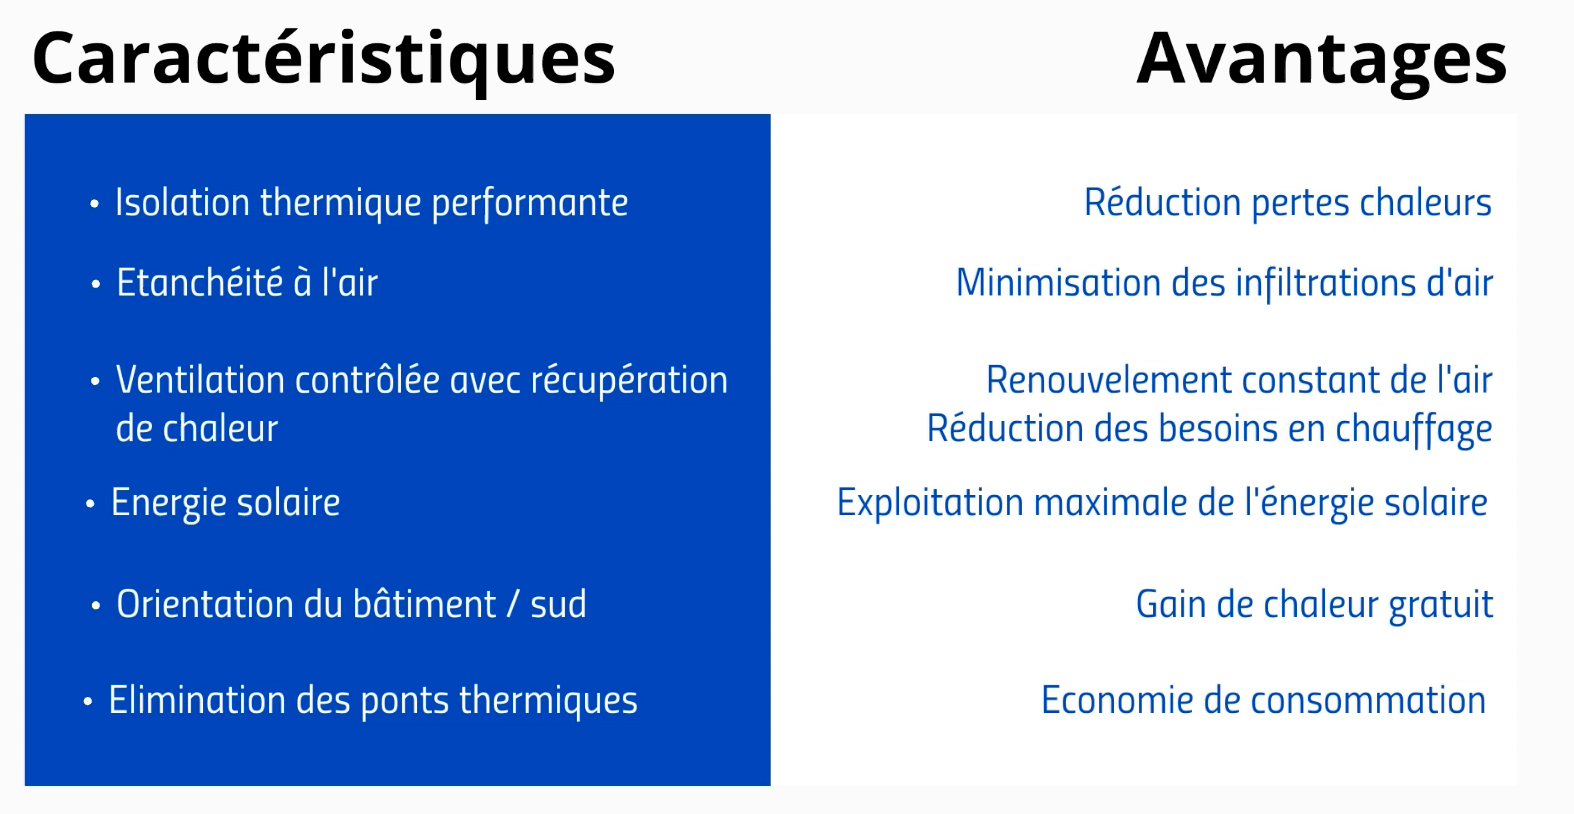 Caractéristiques
Avantages
• Isolation thermique performante
Réduction pertes chaleurs
• Etanchéité à l'air
Minimisation des infiltrations d'air
• Ventilation contrôlée avec récupération
de chaleur
Renouvelement constant de l'air
Réduction des besoins en chauffage
• Energie solaire
Exploitation maximale de l'énergie solaire
• Orientation du bâtiment / sud
Gain de chaleur gratuit
• Elimination des ponts thermiques
Economie de consommation